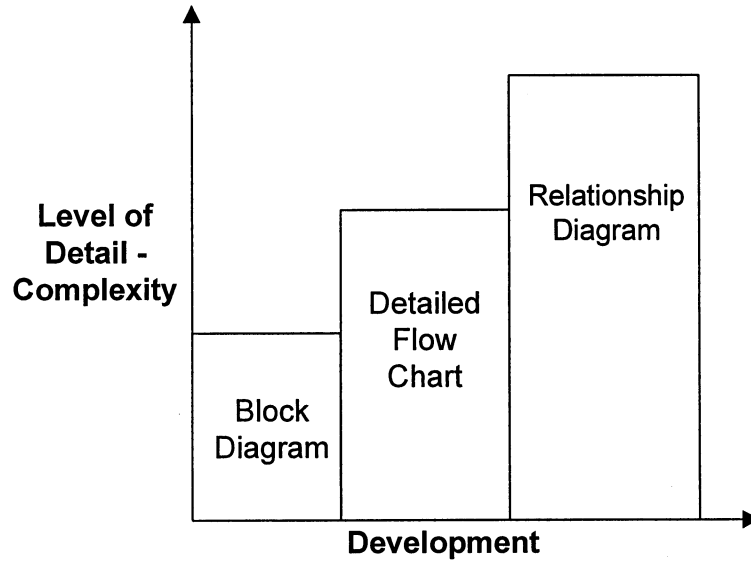 Level of
Detail -
Complexity
Block
Diagram
Detailed
Flow
Chart
Relationship
Diagram
Development